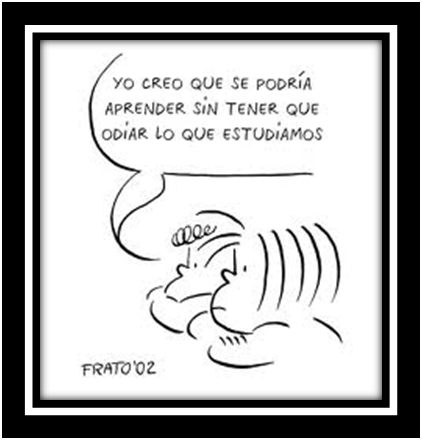 YO CREO QUE SE PODRÍA
APRENDER SIN TENER QUE
ODIAR LO QUE ESTUDIAMOS
FRATO'02